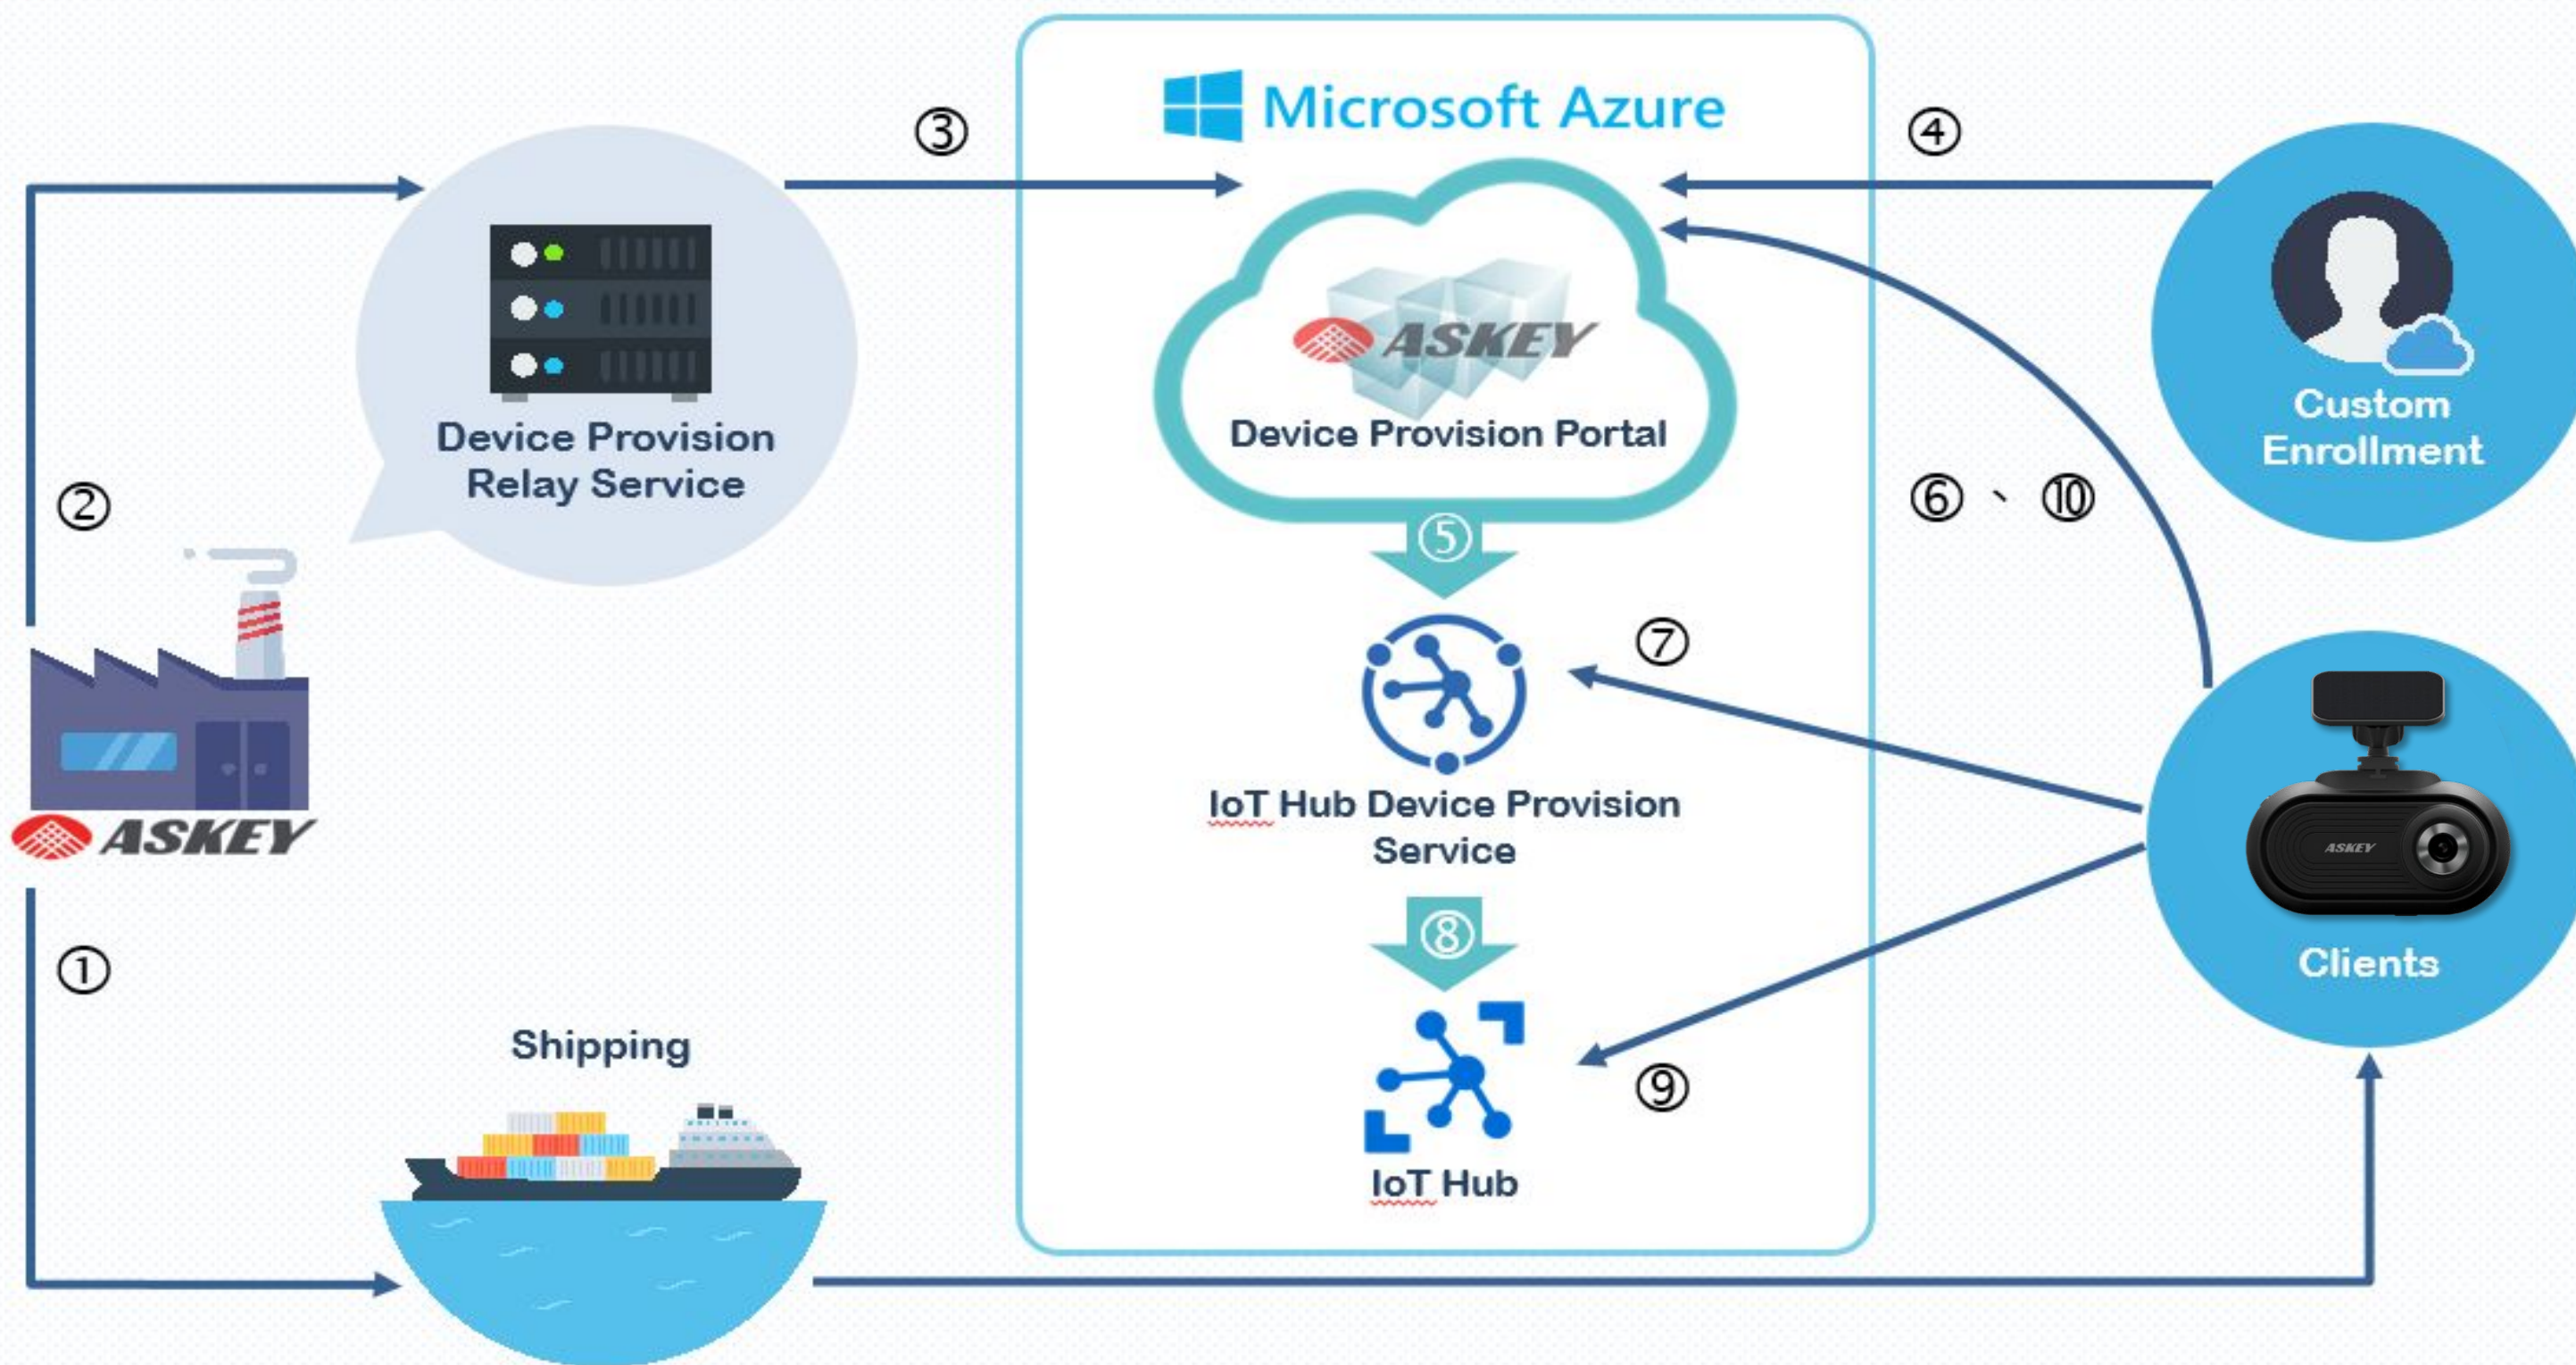 Microsoft Azure
③
④
Device Provision
Relay Service
ASKEY
Device Provision Portal
Custom
Enrollment
②
⑤
⑥、⑩
⑦
ASKEY
IoT Hub Device Provision
Service
ASKEY
①
⑧
Clients
Shipping
⑨
IoT Hub